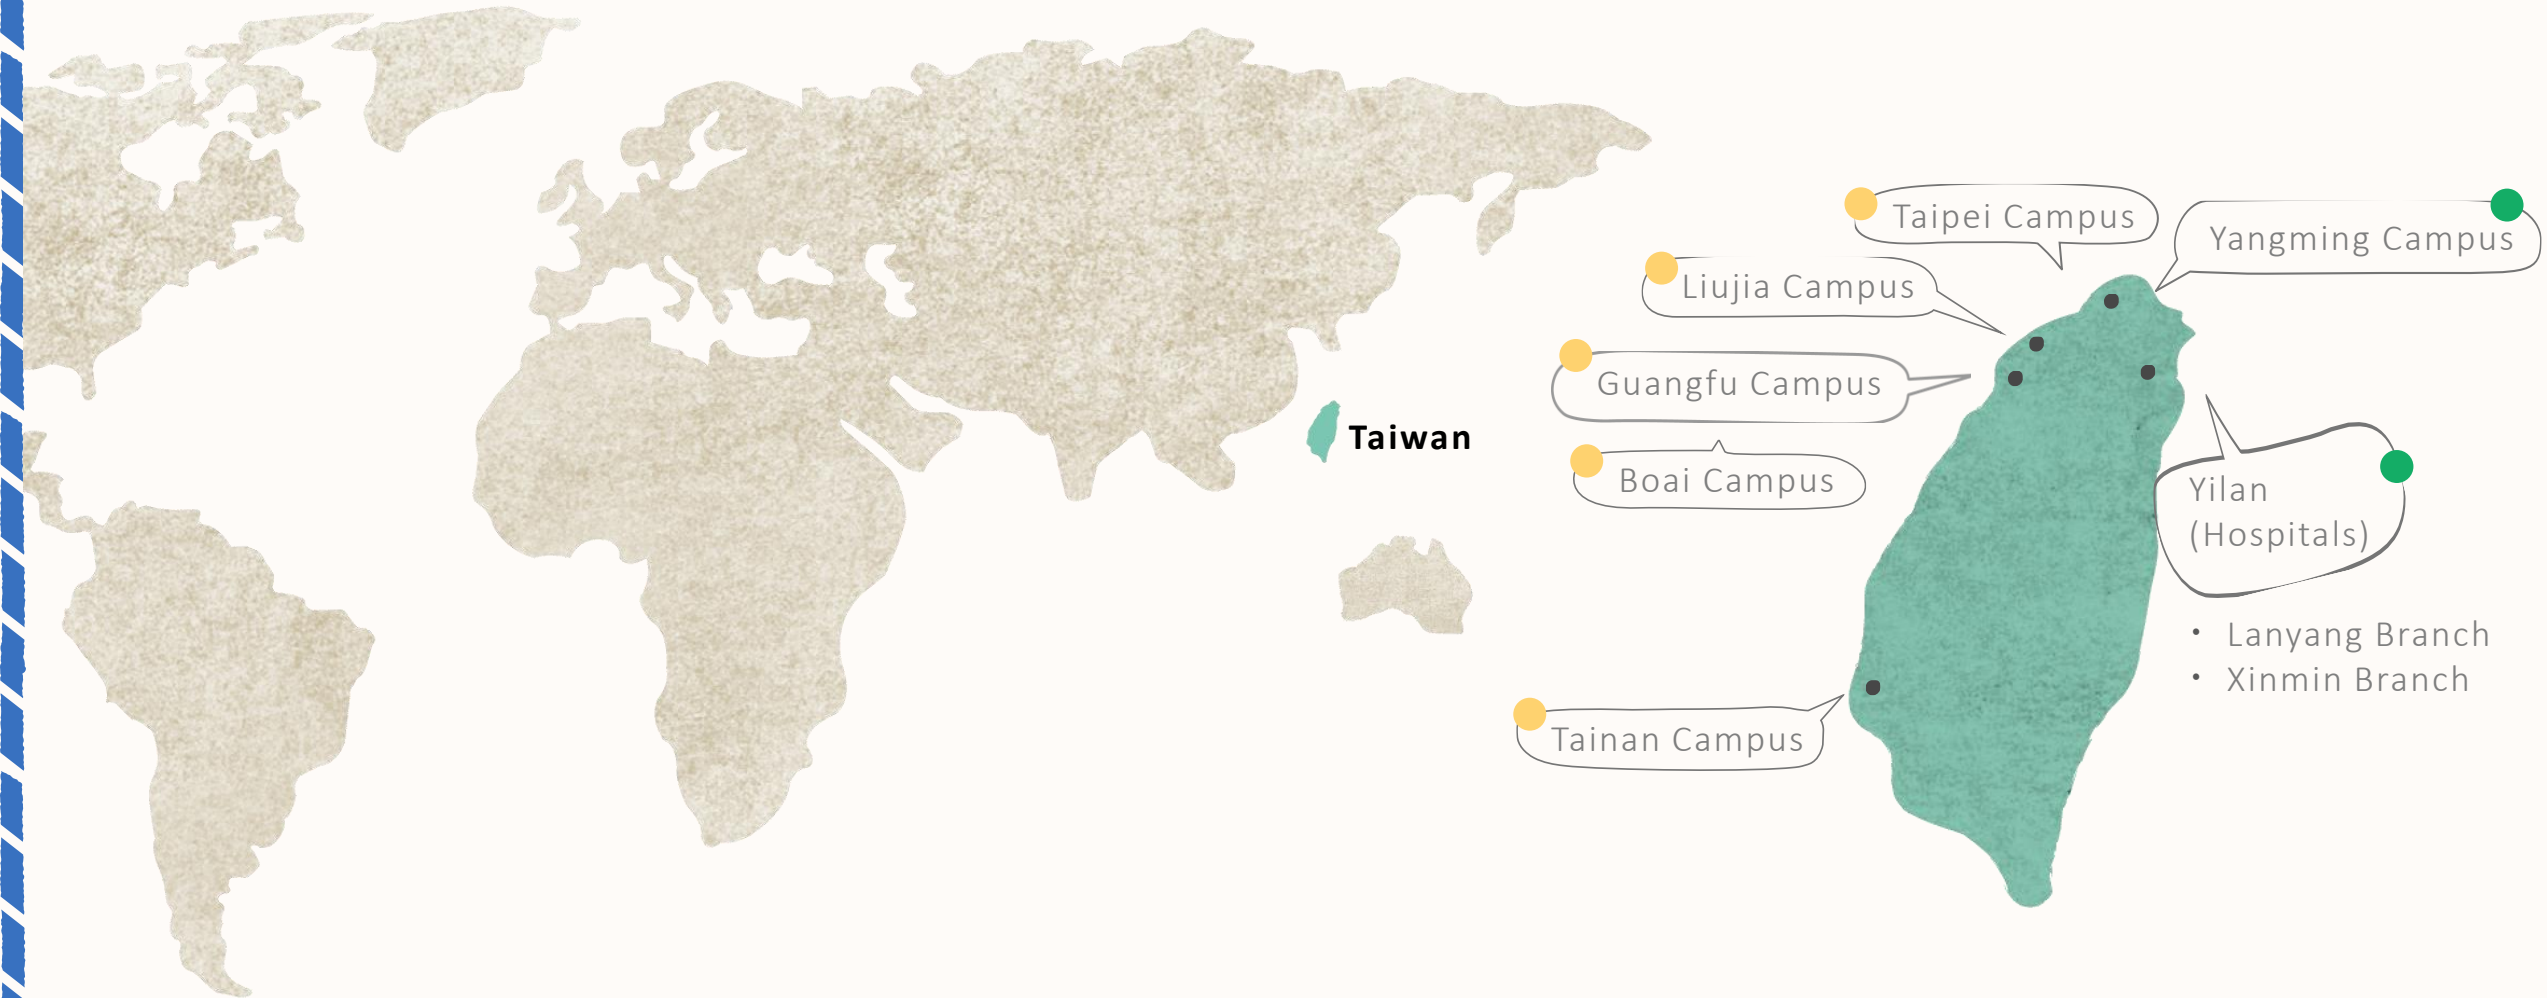 Taipei Campus
Yangming Campus
Liujia Campus
Guangfu Campus
Taiwan
Boai Campus
Yilan
(Hospitals)
• Lanyang Branch
• Xinmin Branch
Tainan Campus